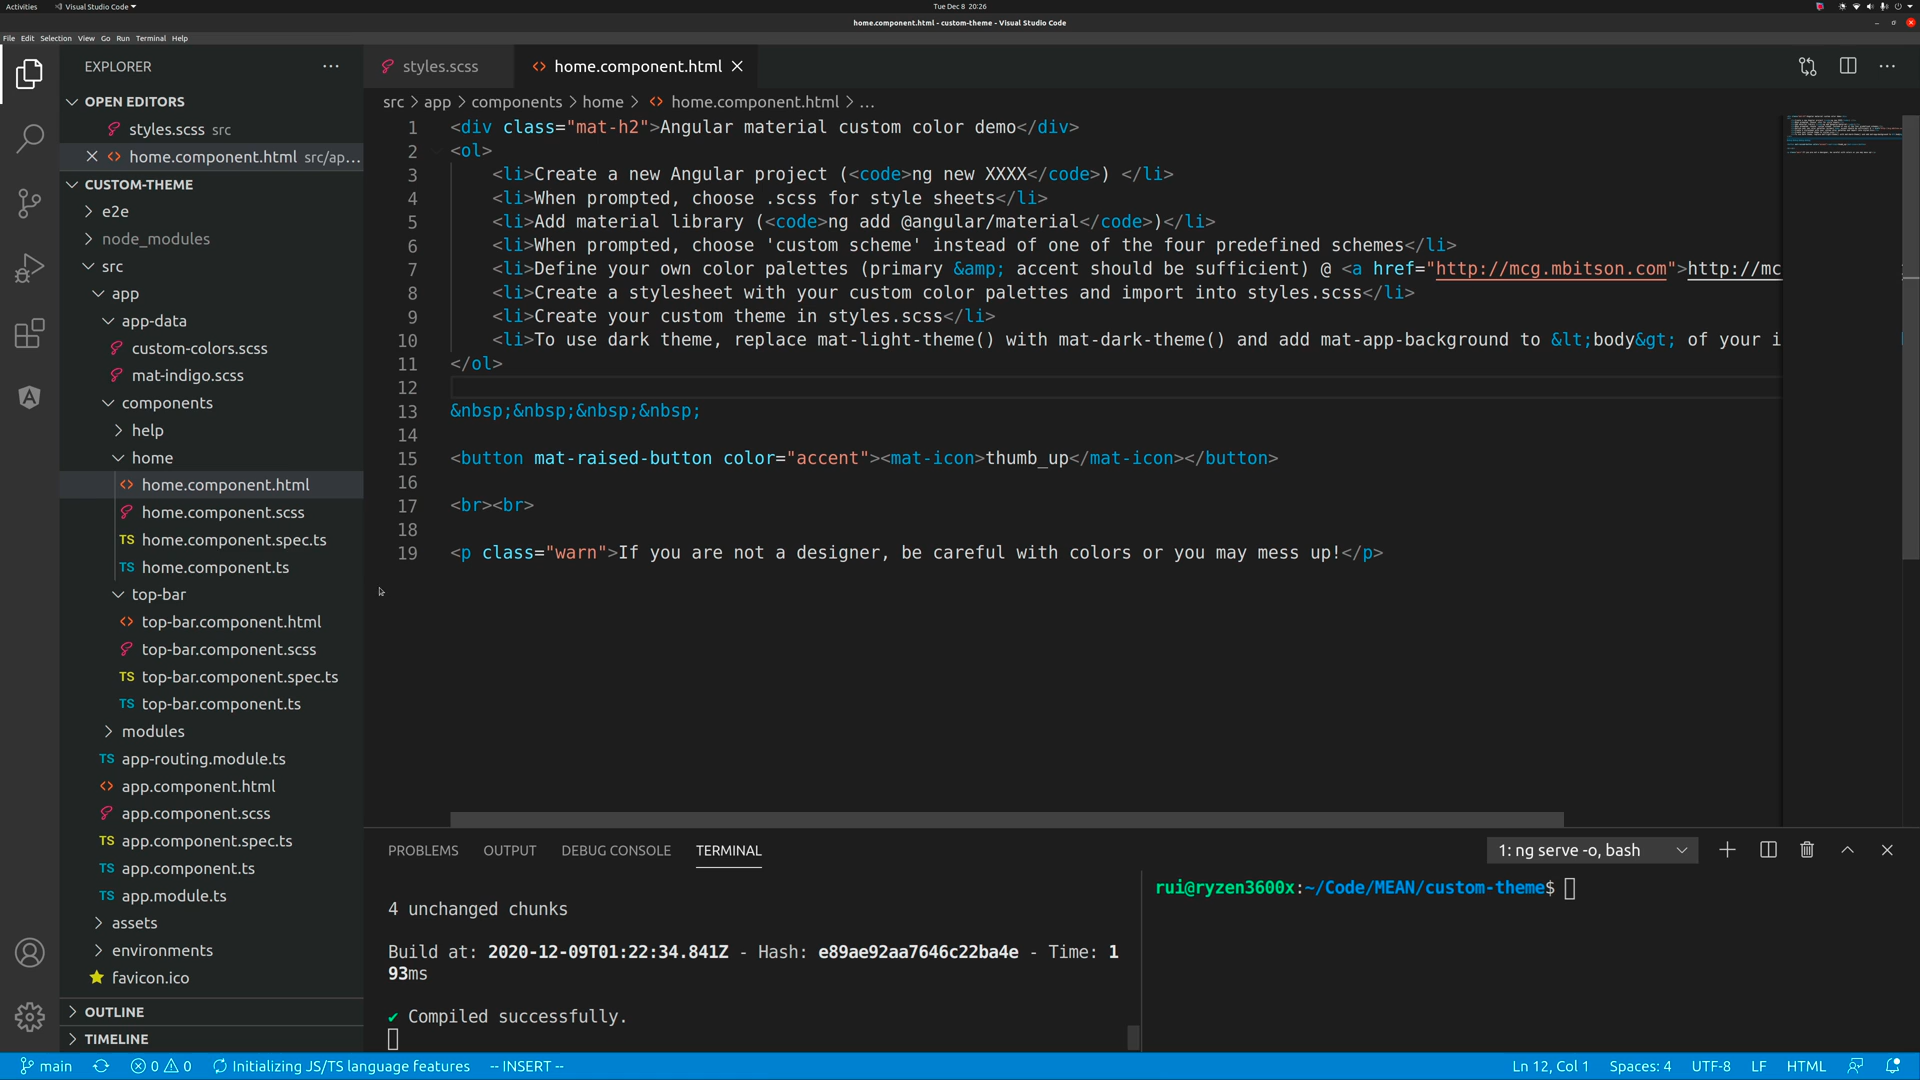 Activities Visual Studio Code Tue Dec 8 20:26
home.component.html - custom-theme - Visual Studio Code
File Edit Selection View Go Run Terminal Help
EXPLORER
OPEN EDITORS
styles.scss src
home.component.html src/ap...
CUSTOM-THEME
e2e
node_modules
src
app
app-data
custom-colors.scss
mat-indigo.scss
components
help
home
home.component.html
home.component.scss
home.component.spec.ts
home.component.ts
top-bar
top-bar.component.html
top-bar.component.scss
top-bar.component.spec.ts
top-bar.component.ts
modules
app-routing.module.ts
app.component.html
app.component.scss
app.component.spec.ts
app.component.ts
app.module.ts
assets
environments
favicon.ico
OUTLINE
TIMELINE
styles.scss home.component.html
src > app > components > home > home.component.html > ...
1 <div class="mat-h2">Angular material custom color demo</div>
2 <ol>
3 <li>Create a new Angular project (<code>ng new XXXX</code>) </li>
4 <li>When prompted, choose .scss for style sheets</li>
5 <li>Add material library (<code>ng add @angular/material</code>)</li>
6 <li>When prompted, choose 'custom scheme' instead of one of the four predefined schemes</li>
7 <li>Define your own color palettes (primary &amp; accent should be sufficient) @ <a href="http://mcg.mbitson.com">http://mc
8 <li>Create a stylesheet with your custom color palettes and import into styles.scss</li>
9 <li>Create your custom theme in styles.scss</li>
10 <li>To use dark theme, replace mat-light-theme() with mat-dark-theme() and add mat-app-background to &lt;body&gt; of your i
11 </ol>
12
13 &nbsp;&nbsp;&nbsp;&nbsp;
14
15 <button mat-raised-button color="accent"><mat-icon>thumb_up</mat-icon></button>
16
17 <br><br>
18
19 <p class="warn">If you are not a designer, be careful with colors or you may mess up!</p>
PROBLEMS OUTPUT DEBUG CONSOLE TERMINAL 1: ng serve -o, bash
4 unchanged chunks
Build at: 2020-12-09T01:22:34.841Z - Hash: e89ae92aa7646c22ba4e - Time: 1
93ms
✔ Compiled successfully.
rui@ryzen3600x:~/Code/MEAN/custom-theme$
main 0 0 Initializing JS/TS language features -- INSERT -- Ln 12, Col 1 Spaces: 4 UTF-8 LF HTML